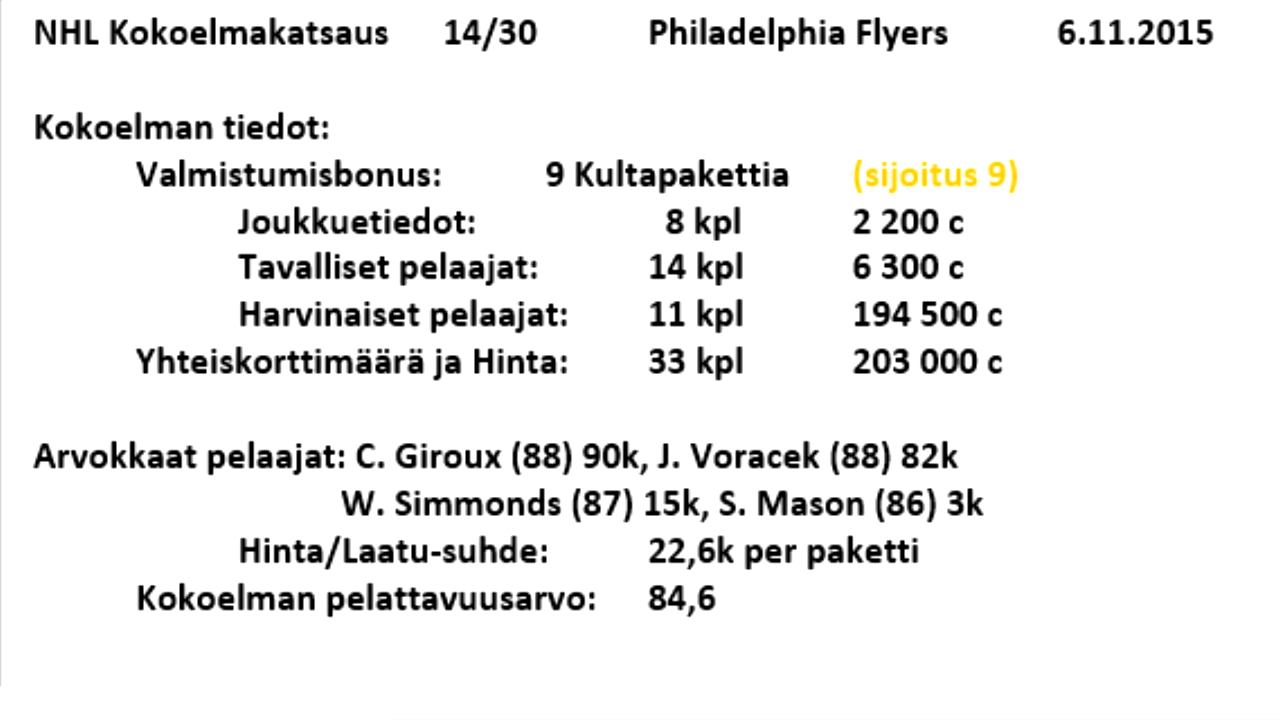 NHL Kokoelmakatsaus 14/30 Philadelphia Flyers 6.11.2015
Kokoelman tiedot:
Valmistumisbonus: 9 Kultapakettia (sijoitus 9)
Joukkuetiedot: 8 kpl 2 200 c
Tavalliset pelaajat: 14 kpl 6 300 c
Harvinaiset pelaajat: 11 kpl 194 500 c
Yhteiskorttimäärä ja Hinta: 33 kpl 203 000 c
Arvokkaat pelaajat: C. Giroux (88) 90k, J. Voracek (88) 82k
W. Simmonds (87) 15k, S. Mason (86) 3k
Hinta/Laatu-suhde: 22,6k per paketti
Kokoelman pelattavuusarvo: 84,6